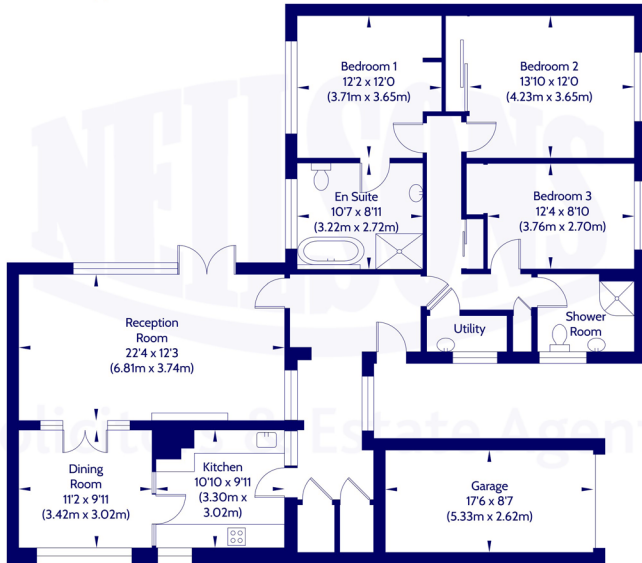 NEILSONS
Bedroom 1
12'2 x 12'0
(3.71m x 3.65m)
Bedroom 2
13'10 x 12'0
(4.23m x 3.65m)
En Suite
10'7 x 8'11
(3.22m x 2.72m)
Bedroom 3
12'4 x 8'10
(3.76m x 2.70m)
Reception
Room
22'4 x 12'3
(6.81m x 3.74m)
Utility
Shower
Room
Solicitors & Estate Agent
Dining
Room
11'2 x 9'11
(3.42m x 3.02m)
Kitchen
10'10 x 9'11
(3.30m x
3.02m)
Garage
17'6 x 8'7
(5.33m x 2.62m)